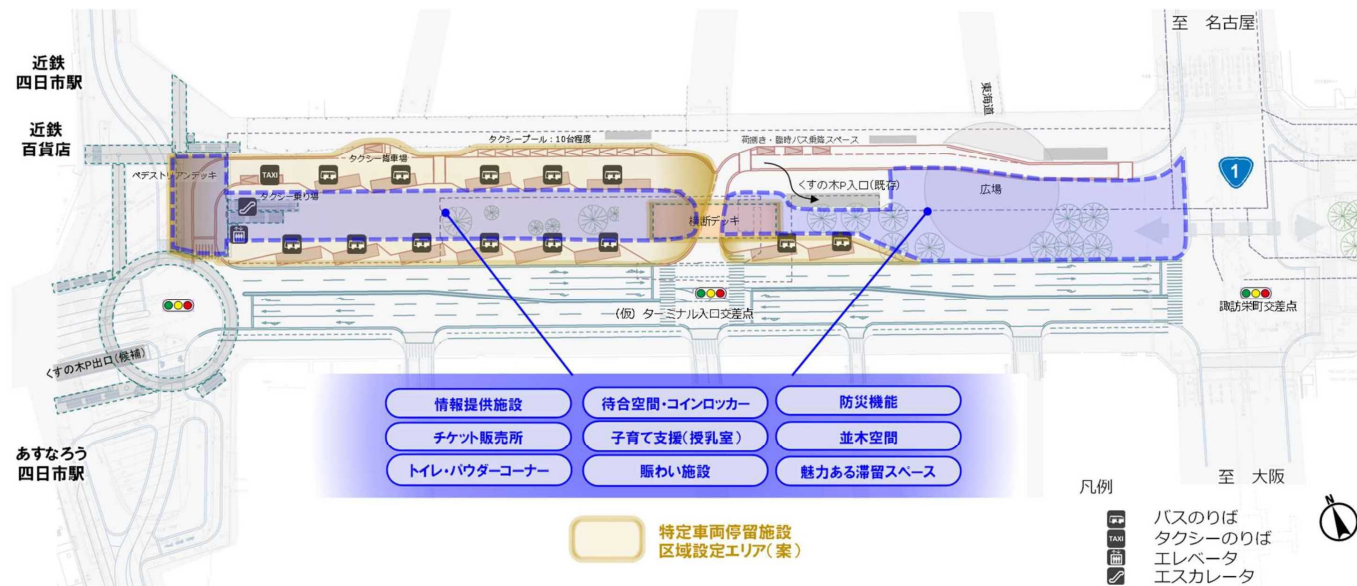 至 名古屋
近鉄
四日市駅
近鉄
百貨店
東海道
タクシープール:10台程度
荷捌き・臨時バス乗降スペース
タクシー降車場
ペデストリアンデッキ
TAXI
くすの木P入口(既存)
広場
1
タクシー乗り場
横断デッキ
(仮)ターミナル入口交差点
諏訪栄町交差点
くすの木P出口(候補)
情報提供施設
待合空間・コインロッカー
防災機能
チケット販売所
子育て支援(授乳室)
並木空間
トイレ・パウダーコーナー
賑わい施設
魅力ある滞留スペース
あすなろう
四日市駅
至 大阪
凡例
N
バスのりば
TAXI タクシーのりば
エレベータ
エスカレータ
特定車両停留施設
区域設定エリア(案)